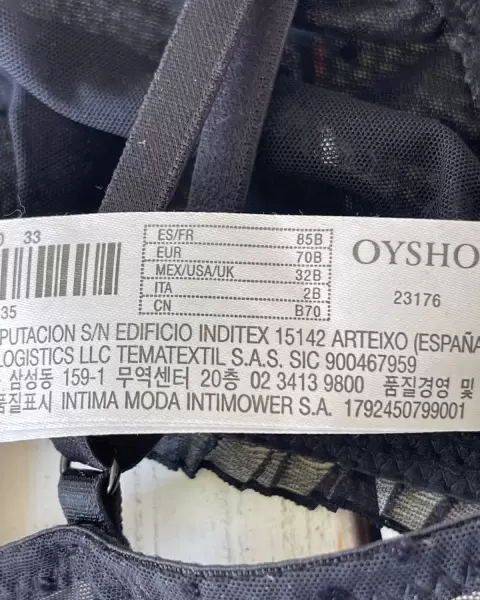 0 33
35
ES/FR 85B
EUR 70B
MEX/USA/UK 32B
ITA 2B
CN B70
OYSHO
23176
PUTACION S/N EDIFICIO INDITEX 15142 ARTEIXO (ESPAÑA
LOGISTICS LLC TEMATEXTIL S.A.S. SIC 900467959
삼성동 159-1 무역센터 20층 02 3413 9800 품질경영 및
품질표시 INTIMA MODA INTIMOWER S.A. 1792450799001